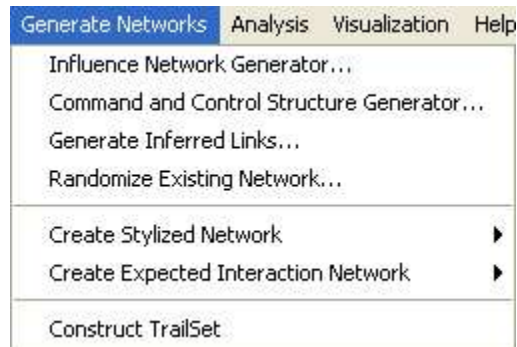 Generate Networks Analysis Visualization Help
Influence Network Generator...
Command and Control Structure Generator...
Generate Inferred Links...
Randomize Existing Network...
Create Stylized Network
Create Expected Interaction Network
Construct TrailSet